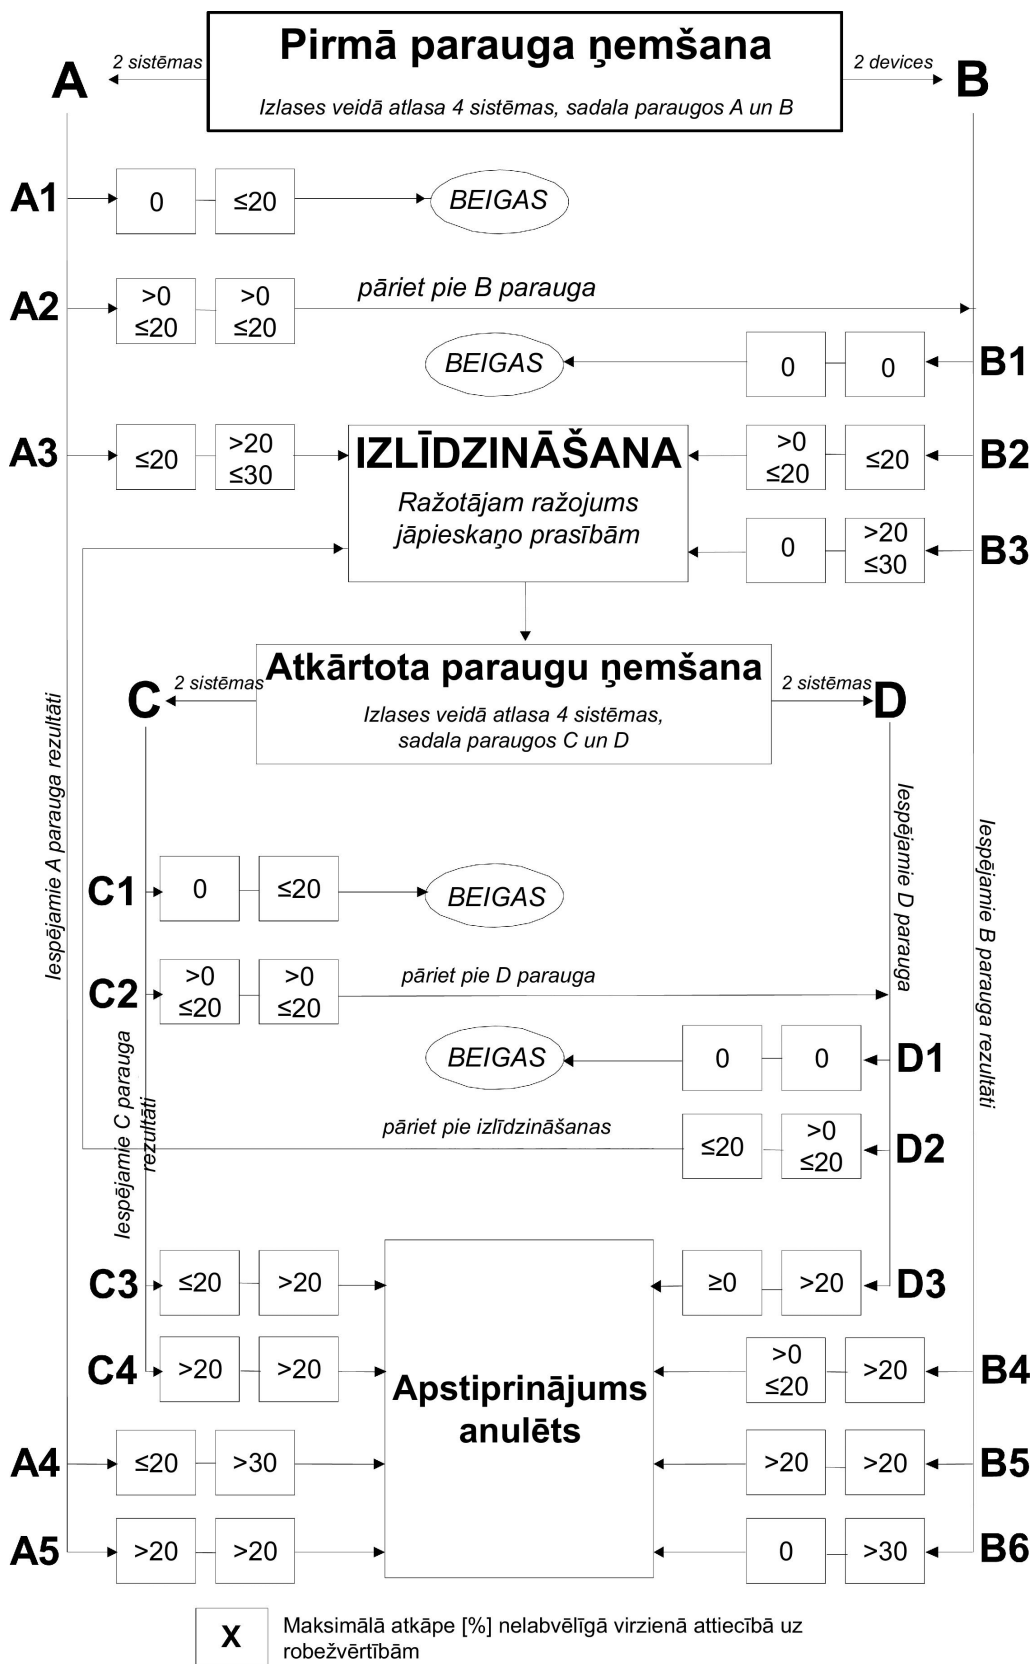 Pirmā parauga ņemšana
A
2 sistēmas
2 devices
B
Izlases veidā atlasa 4 sistēmas, sadala paraugos A un B
A1
0
≤20
BEIGAS
A2
>0
≤20
>0
≤20
pāriet pie B parauga
BEIGAS
0
0
B1
A3
≤20
>20
≤30
IZLĪDZINĀŠANA
Ražotājam ražojums
jāpieskaņo prasībām
>0
≤20
≤20
B2
0
>20
≤30
B3
Atkārtota paraugu ņemšana
C
2 sistēmas
2 sistēmas
D
Izlases veidā atlasa 4 sistēmas,
sadala paraugos C un D
Iespējamie A parauga rezultāti
Iespējamie D parauga
Iespējamie B parauga rezultāti
C1
0
≤20
BEIGAS
C2
>0
≤20
>0
≤20
pāriet pie D parauga
Iespējamie C parauga
rezultāti
BEIGAS
0
0
D1
pāriet pie izlīdzināšanas
≤20
>0
≤20
D2
C3
≤20
>20
≥0
>20
D3
C4
>20
>20
Apstiprinājums
anulēts
>0
≤20
>20
B4
A4
≤20
>30
>20
>20
B5
A5
>20
>20
0
>30
B6
X
Maksimālā atkāpe [%] nelabvēlīgā virzienā attiecībā uz
robežvērtībām